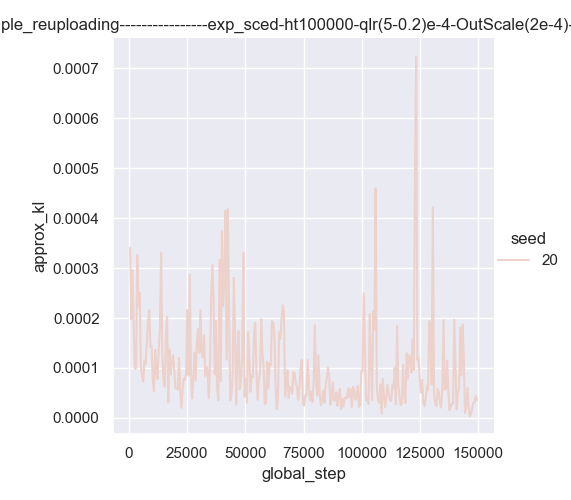 ple_reuploading----------------exp_sced-ht100000-qlr(5-0.2)e-4-OutScale(2e-4)-
0.0007
0.0006
0.0005
0.0004
0.0003
0.0002
0.0001
0.0000
approx_kl
0 25000 50000 75000 100000 125000 150000
global_step
seed
20